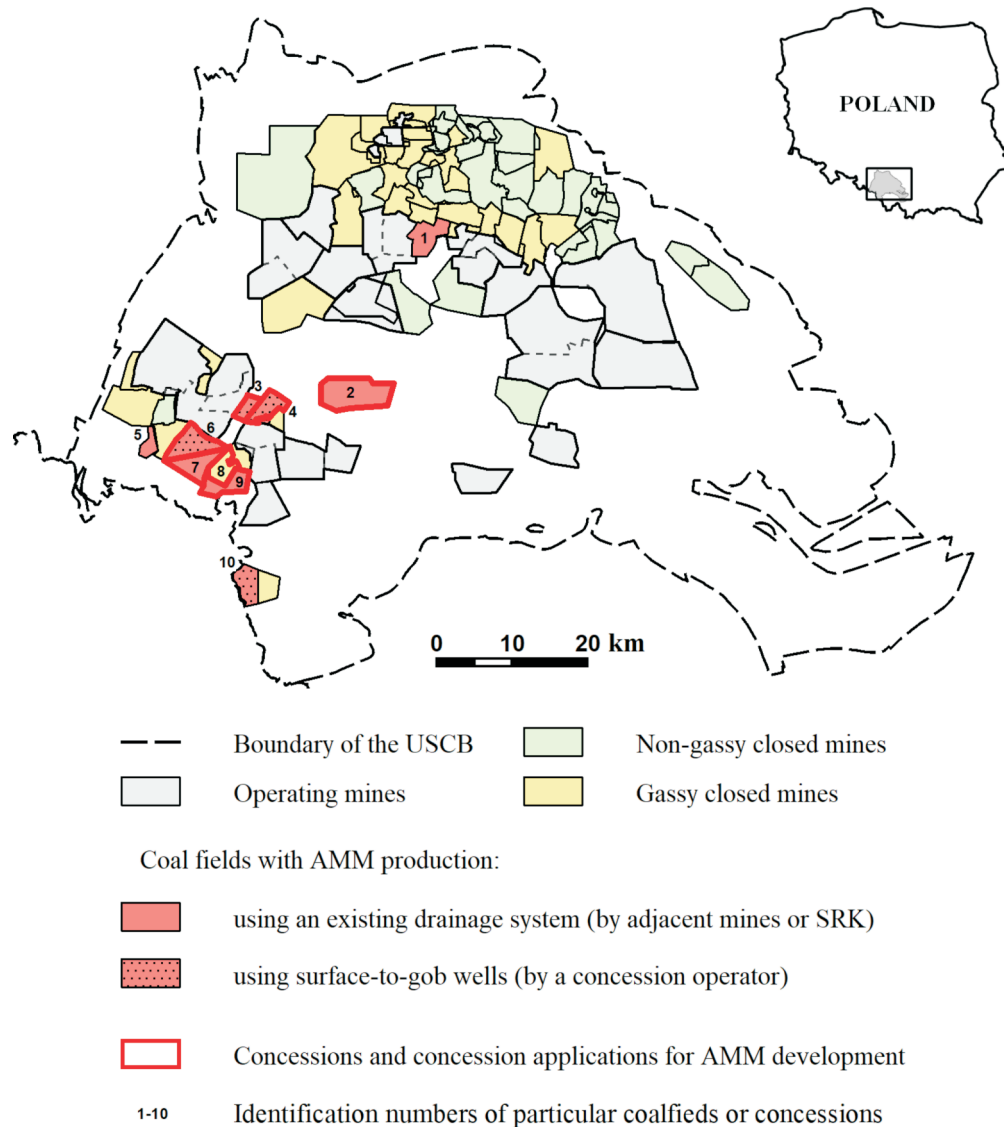 POLAND
1
2
3
4
5
6
7
8
9
10
0 10 20 km
Boundary of the USCB
Non-gassy closed mines
Operating mines
Gassy closed mines
Coal fields with AMM production:
using an existing drainage system (by adjacent mines or SRK)
using surface-to-gob wells (by a concession operator)
Concessions and concession applications for AMM development
1-10 Identification numbers of particular coalfieds or concessions